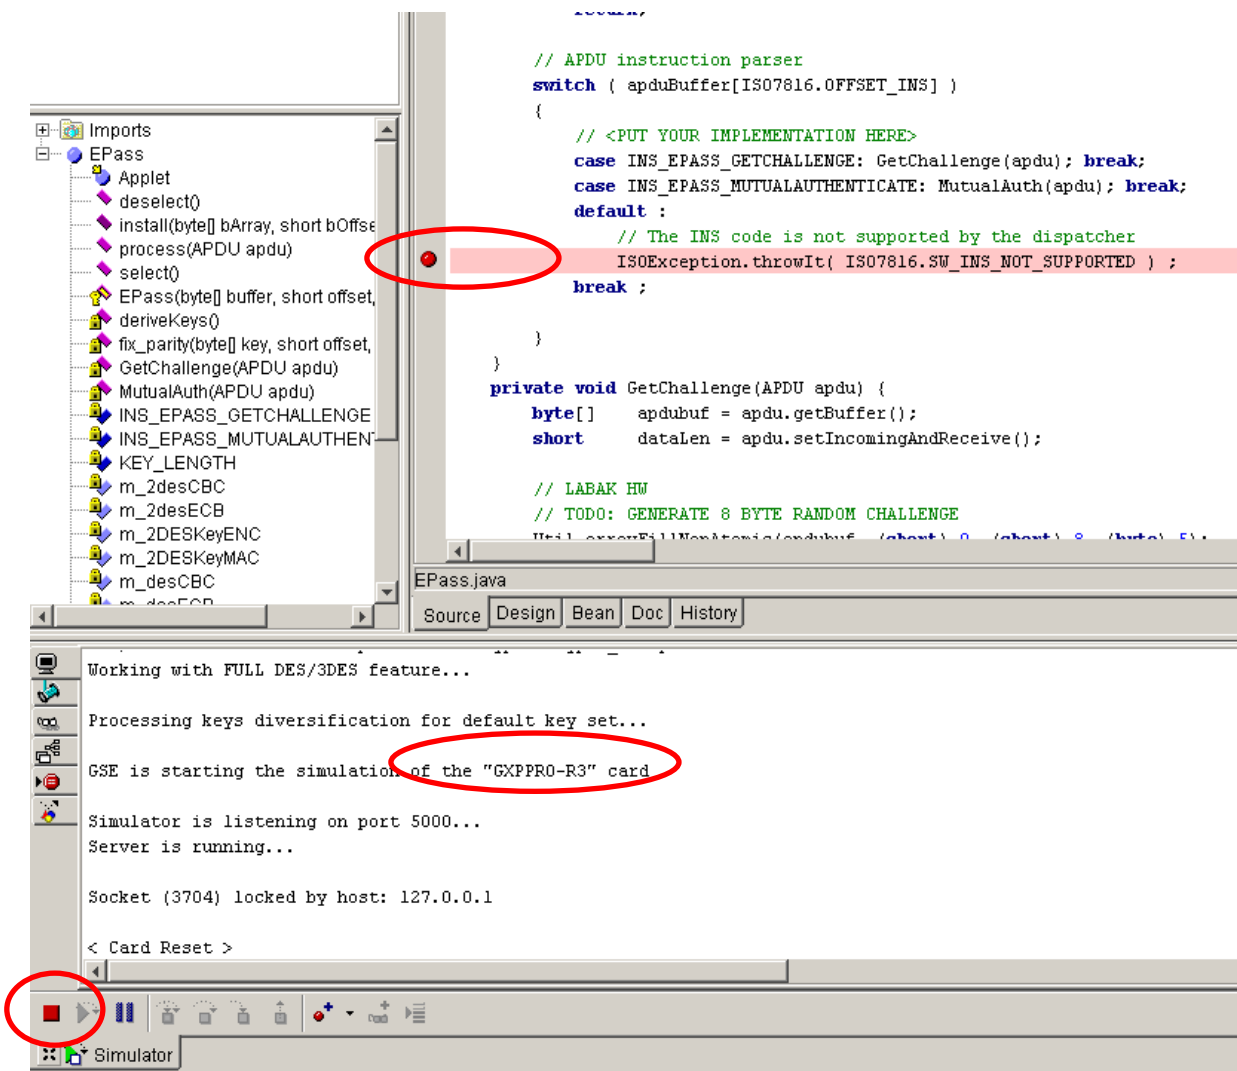 // APDU instruction parser
switch ( apduBuffer[ISO7816.OFFSET_INS] )
{
// <PUT YOUR IMPLEMENTATION HERE>
case INS_EPASS_GETCHALLENGE: GetChallenge(apdu); break;
case INS_EPASS_MUTUALAUTHENTICATE: MutualAuth(apdu); break;
default :
// The INS code is not supported by the dispatcher
ISOException.throwIt( ISO7816.SW_INS_NOT_SUPPORTED ) ;
break ;
}
}
private void GetChallenge(APDU apdu) {
byte[] apdubuf = apdu.getBuffer();
short dataLen = apdu.setIncomingAndReceive();
// LABAK HW
// TODO: GENERATE 8 BYTE RANDOM CHALLENGE
Imports
EPass
Applet
deselect()
install(byte[] bArray, short bOffse
process(APDU apdu)
select()
EPass(byte[] buffer, short offset,
deriveKeys()
fix_parity(byte[] key, short offset,
GetChallenge(APDU apdu)
MutualAuth(APDU apdu)
INS_EPASS_GETCHALLENGE
INS_EPASS_MUTUALAUTHENT
KEY_LENGTH
m_2desCBC
m_2desECB
m_2DESKeyENC
m_2DESKeyMAC
m_desCBC
EPass.java
Source Design Bean Doc History
Working with FULL DES/3DES feature...
Processing keys diversification for default key set...
GSE is starting the simulation of the "GXPPRO-R3" card
Simulator is listening on port 5000...
Server is running...
Socket (3704) locked by host: 127.0.0.1
< Card Reset >
Simulator